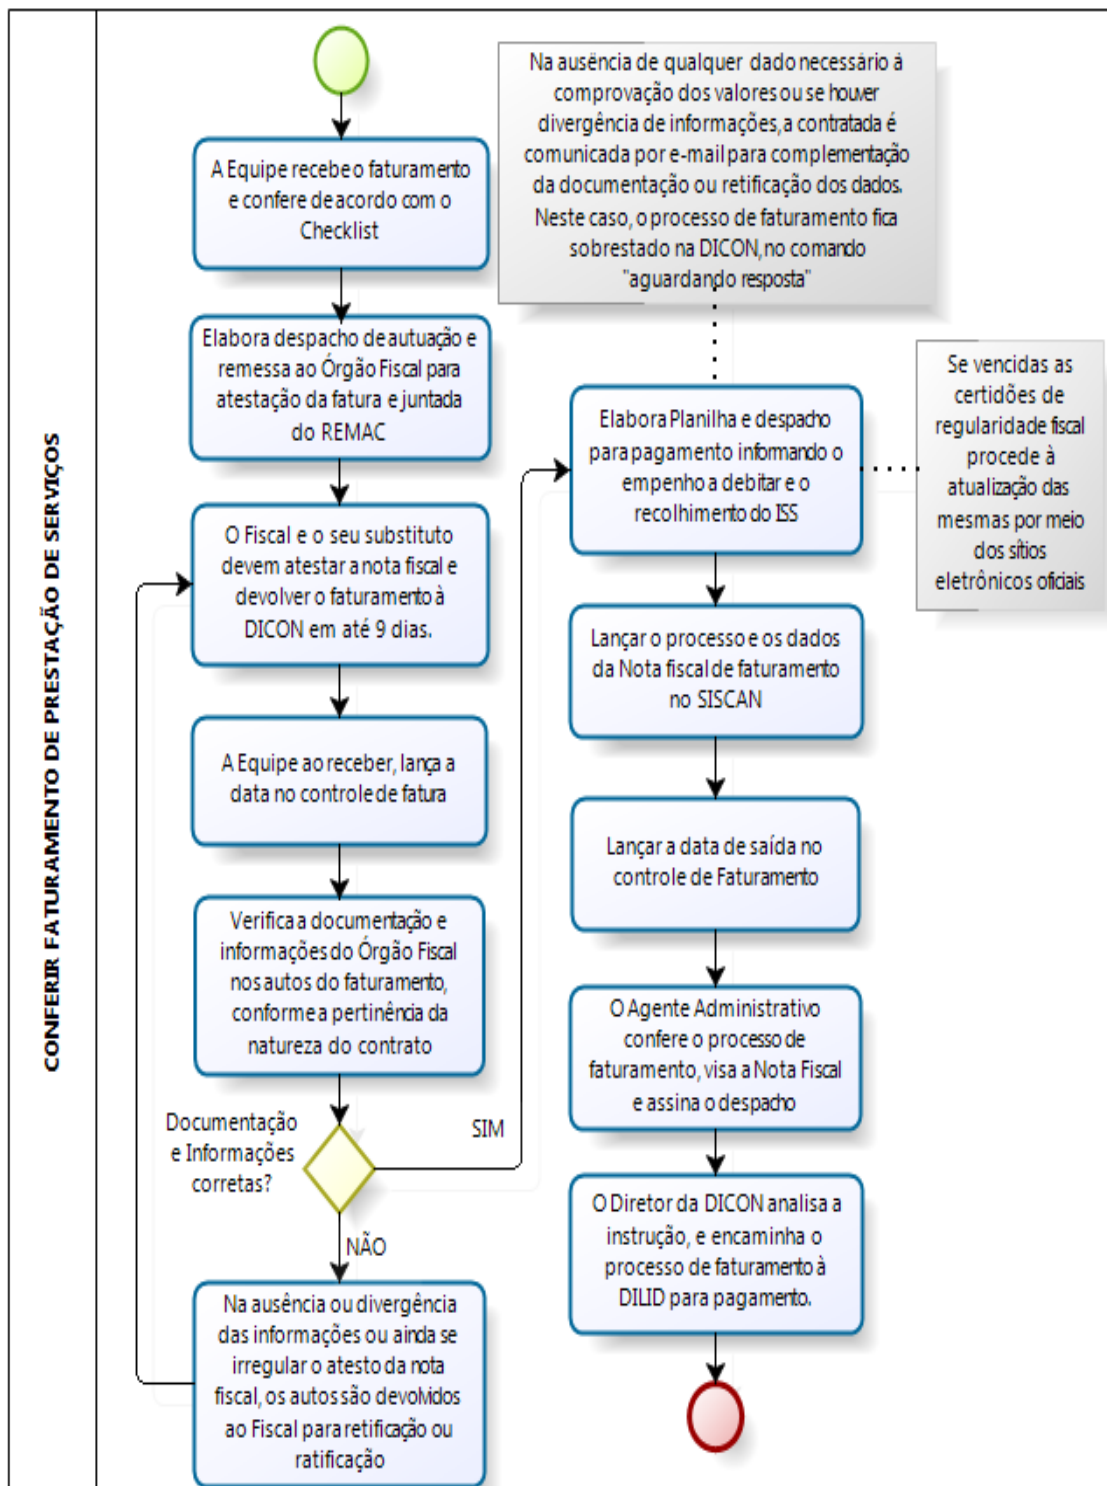 CONFERIR FATURAMENTO DE PRESTAÇÃO DE SERVIÇOS
A Equipe recebe o faturamento
e confere de acordo com o
Checklist
Elabora despacho de autuação e
remessa ao Órgão Fiscal para
atestação da fatura e juntada
do REMAC
O Fiscal e o seu substituto
devem atestar a nota fiscal e
devolver o faturamento à
DICON em até 9 dias.
A Equipe ao receber, lança a
data no controle de fatura
Verifica a documentação e
informações do Órgão Fiscal
nos autos do faturamento,
conforme a pertinência da
natureza do contrato
Documentação
e Informações
corretas?
SIM
NÃO
Na ausência ou divergência
das informações ou ainda se
irregular o atesto da nota
fiscal, os autos são devolvidos
ao Fiscal para retificação ou
ratificação
Na ausência de qualquer dado necessário à
comprovação dos valores ou se houver
divergência de informações, a contratada é
comunicada por e-mail para complementação
da documentação ou retificação dos dados.
Neste caso, o processo de faturamento fica
sobrestado na DICON, no comando
"aguardando resposta"
Elabora Planilha e despacho
para pagamento informando o
empenho a debitar e o
recolhimento do ISS
Se vencidas as
certidões de
regularidade fiscal
procede à
atualização das
mesmas por meio
dos sítios
eletrônicos oficiais
Lançar o processo e os dados
da Nota fiscal de faturamento
no SISCAN
Lançar a data de saída no
controle de Faturamento
O Agente Administrativo
confere o processo de
faturamento, visa a Nota Fiscal
e assina o despacho
O Diretor da DICON analisa a
instrução, e encaminha o
processo de faturamento à
DILID para pagamento.